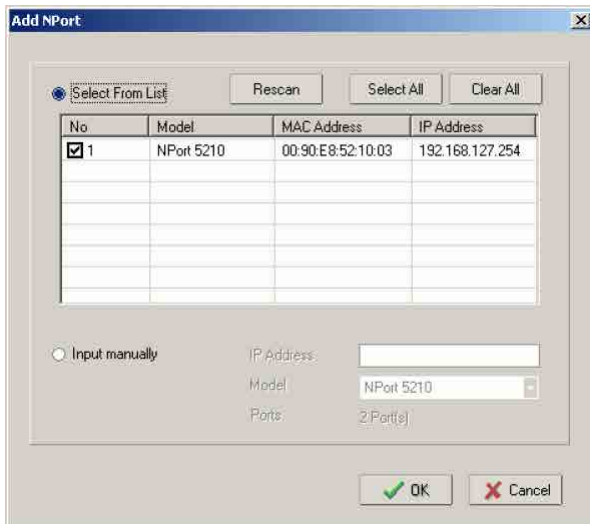 Add NPort
Select From List Rescan Select All Clear All
No Model MAC Address IP Address
1 NPort 5210 00:90:E8:52:10:03 192.168.127.254
Input manually IP Address
Model NPort 5210
Ports 2 Port(s)
OK Cancel